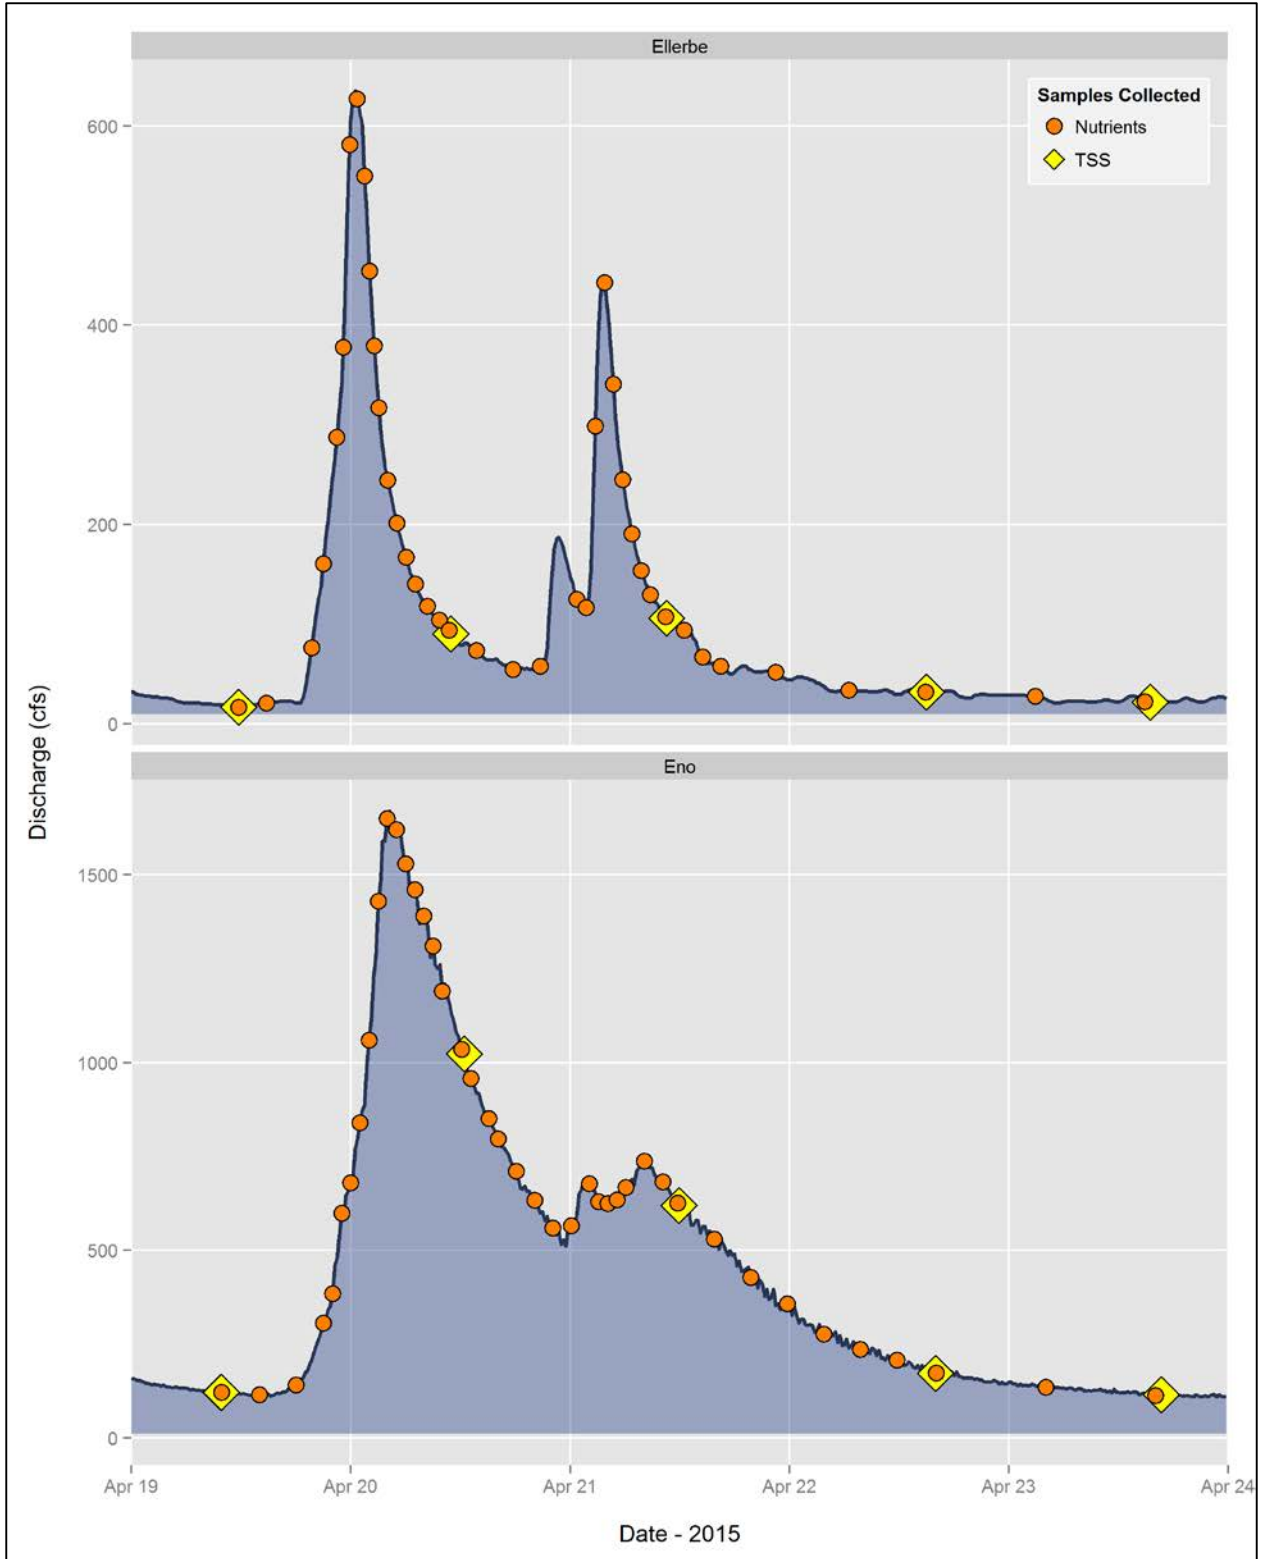 Ellerbe
Samples Collected
Nutrients
TSS
600
400
200
0
Discharge (cfs)
Eno
1500
1000
500
0
Apr 19 Apr 20 Apr 21 Apr 22 Apr 23 Apr 24
Date - 2015